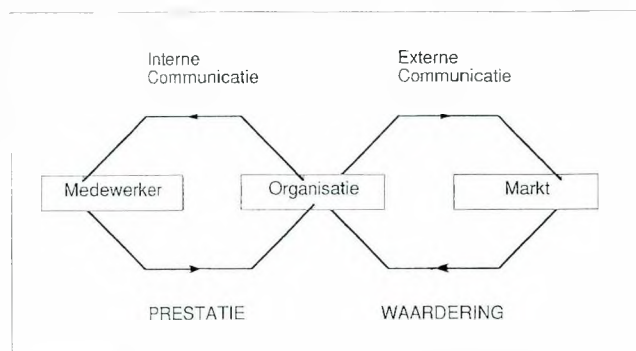 Interne
Communicatie
Externe
Communicatie
Medewerker
Organisatie
Markt
PRESTATIE
WAARDERING